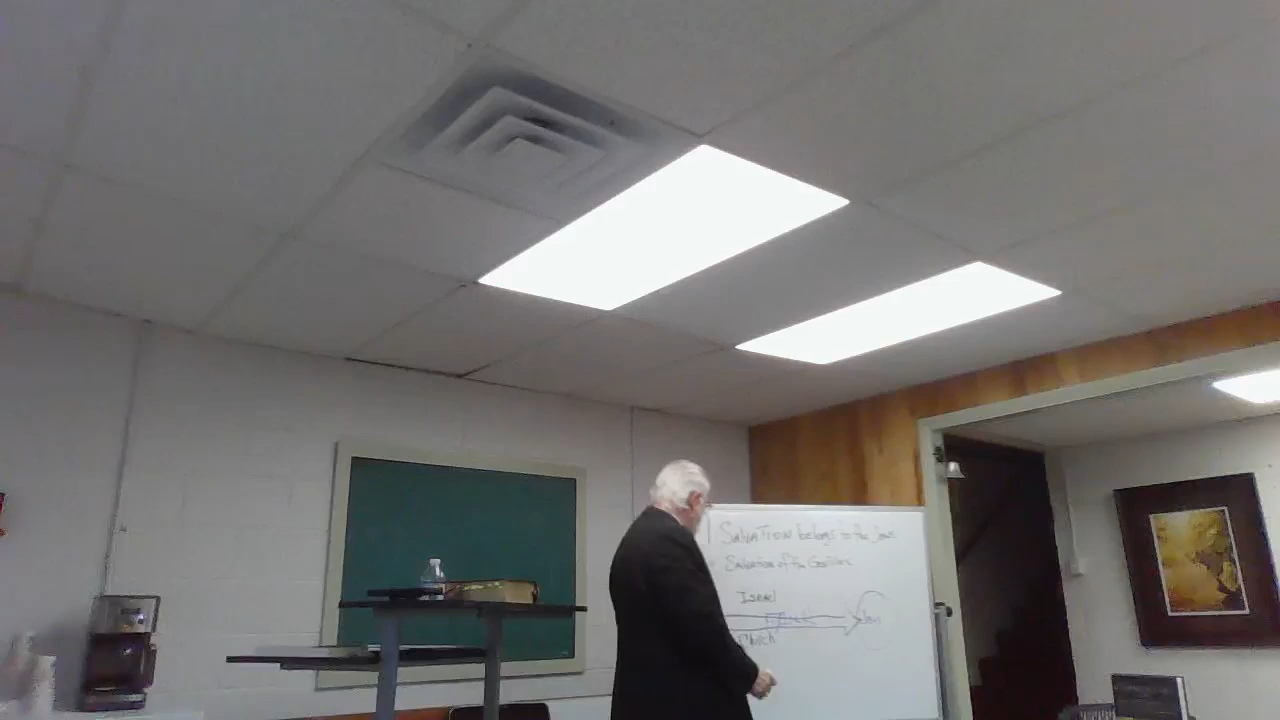 Salvation belongs to the Jews
Salvation of the Gentiles
Israel
Church